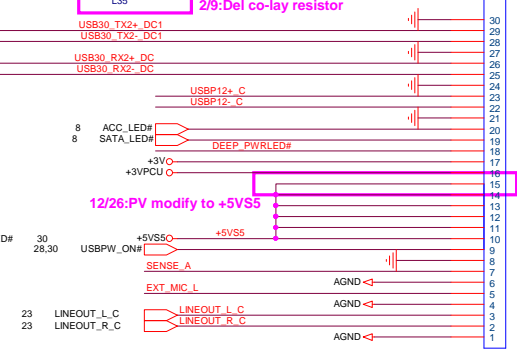 L35
2/9:Del co-lay resistor
USB30_TX2+_DC1
USB30_TX2-_DC1
USB30_RX2+_DC
USB30_RX2-_DC
USBP12+_C
USBP12-_C
8 ACC_LED#
8 SATA_LED#
DEEP_PWRLED#
+3V
+3VPCU
12/26:PV modify to +5VS5
D# 30 +5VS5 +5VS5
28,30 USBPW_ON#
SENSE_A
EXT_MIC_L
AGND
AGND
23 LINEOUT_L_C LINEOUT_L_C
23 LINEOUT_R_C LINEOUT_R_C
AGND
30
29
28
27
26
25
24
23
22
21
20
19
18
17
16
15
14
13
12
11
10
9
8
7
6
5
4
3
2
1